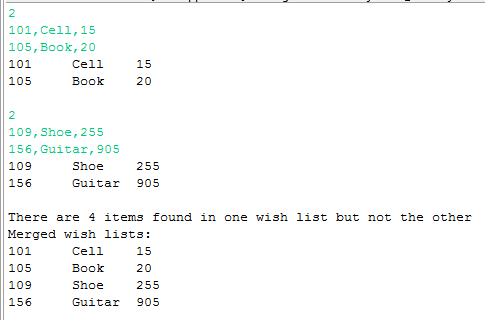 2
101,Cell,15
105,Book,20
101 Cell 15
105 Book 20
2
109,Shoe,255
156,Guitar,905
109 Shoe 255
156 Guitar 905
There are 4 items found in one wish list but not the other
Merged wish lists:
101 Cell 15
105 Book 20
109 Shoe 255
156 Guitar 905